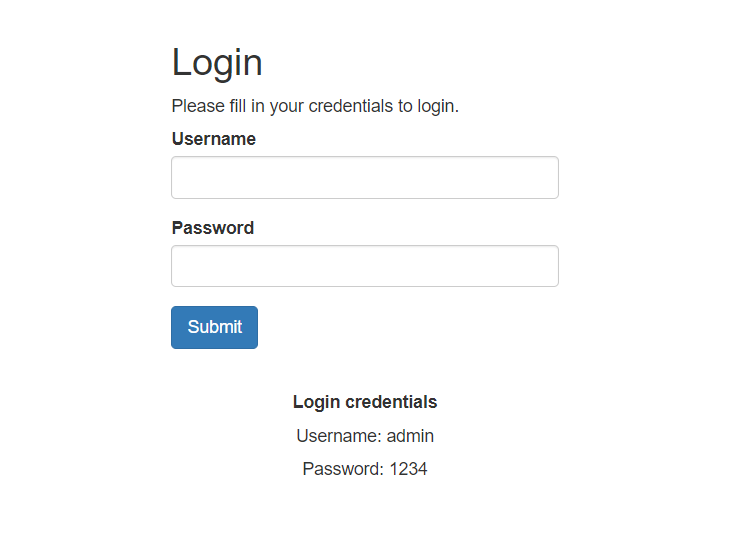 Login
Please fill in your credentials to login.
Username
Password
Submit
Login credentials
Username: admin
Password: 1234